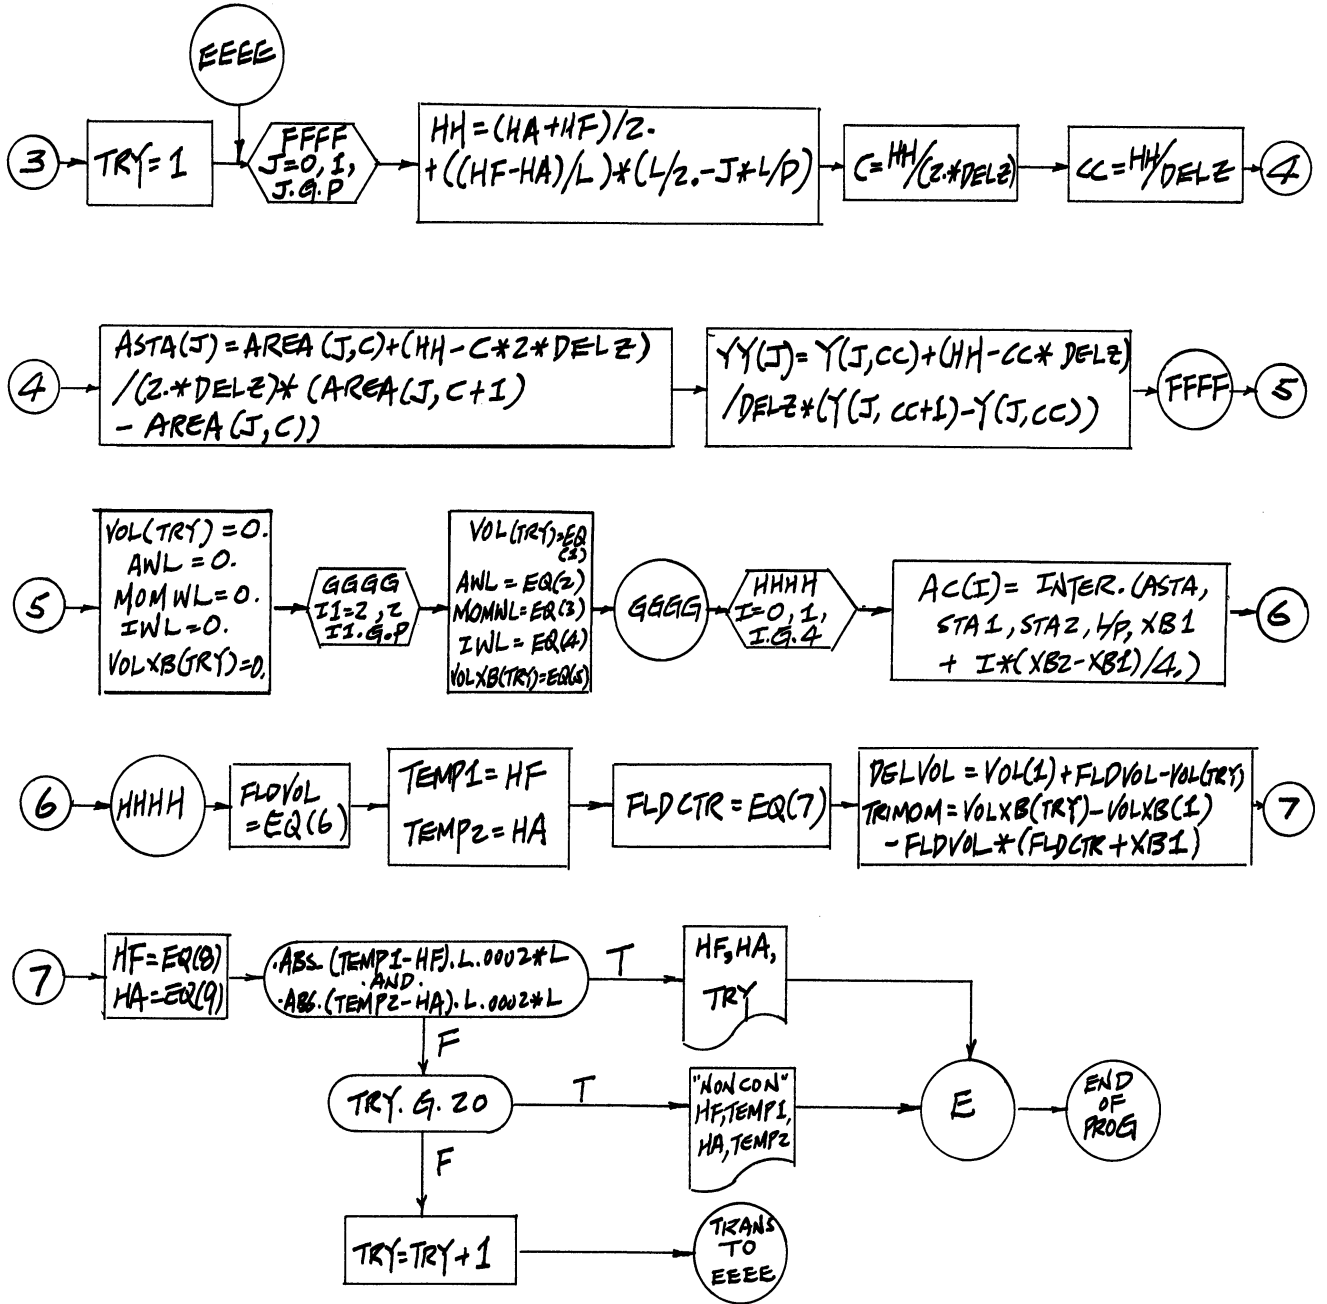 EEEE
3
TRY=1
FFFF
J=0,1,
J.G.P
HH=(HA+HF)/2.
+((HF-HA)/L)*(L/2.-J*L/P)
C=HH/(2.*DELZ)
CC=HH/DELZ
4
4
ASTA(J)=AREA(J,C)+(HH-C*2*DELZ)
/(2.*DELZ)*(AREA(J,C+1)
-AREA(J,C))
YY(J)=Y(J,CC)+(HH-CC*DELZ)
/DELZ*(Y(J,CC+1)-Y(J,CC))
FFFF
5
5
VOL(TRY)=0.
AWL=0.
MOMWL=0.
IWL=0.
VOLXB(TRY)=0.
GGGG
I1=2,2
I1.G.P
VOL(TRY)=EQ
(1)
AWL=EQ(2)
MOMWL=EQ(3)
IWL=EQ(4)
VOLXB(TRY)=EQ(5)
GGGG
HHHH
I=0,1,
I.G.4
AC(I)= INTER.(ASTA,
STA1,STA2,L/P,XB1
+ I*(XB2-XB1)/4.)
6
6
HHHH
FLDVOL
=EQ(6)
TEMP1=HF
TEMP2=HA
FLDCTR=EQ(7)
DELVOL=VOL(1)+FLDVOL-VOL(TRY)
TRIMOM=VOLXB(TRY)-VOLXB(1)
-FLDVOL*(FLDCTR+XB1)
7
7
HF=EQ(8)
HA=EQ(9)
.ABS.(TEMP1-HF).L..0002*L
.AND.
.ABS.(TEMP2-HA).L..0002*L
T
HF,HA,
TRY
F
TRY.G.20
T
"NONCON"
HF,TEMP1,
HA,TEMP2
E
END
OF
PROG
F
TRY=TRY+1
TRANS
TO
EEEE